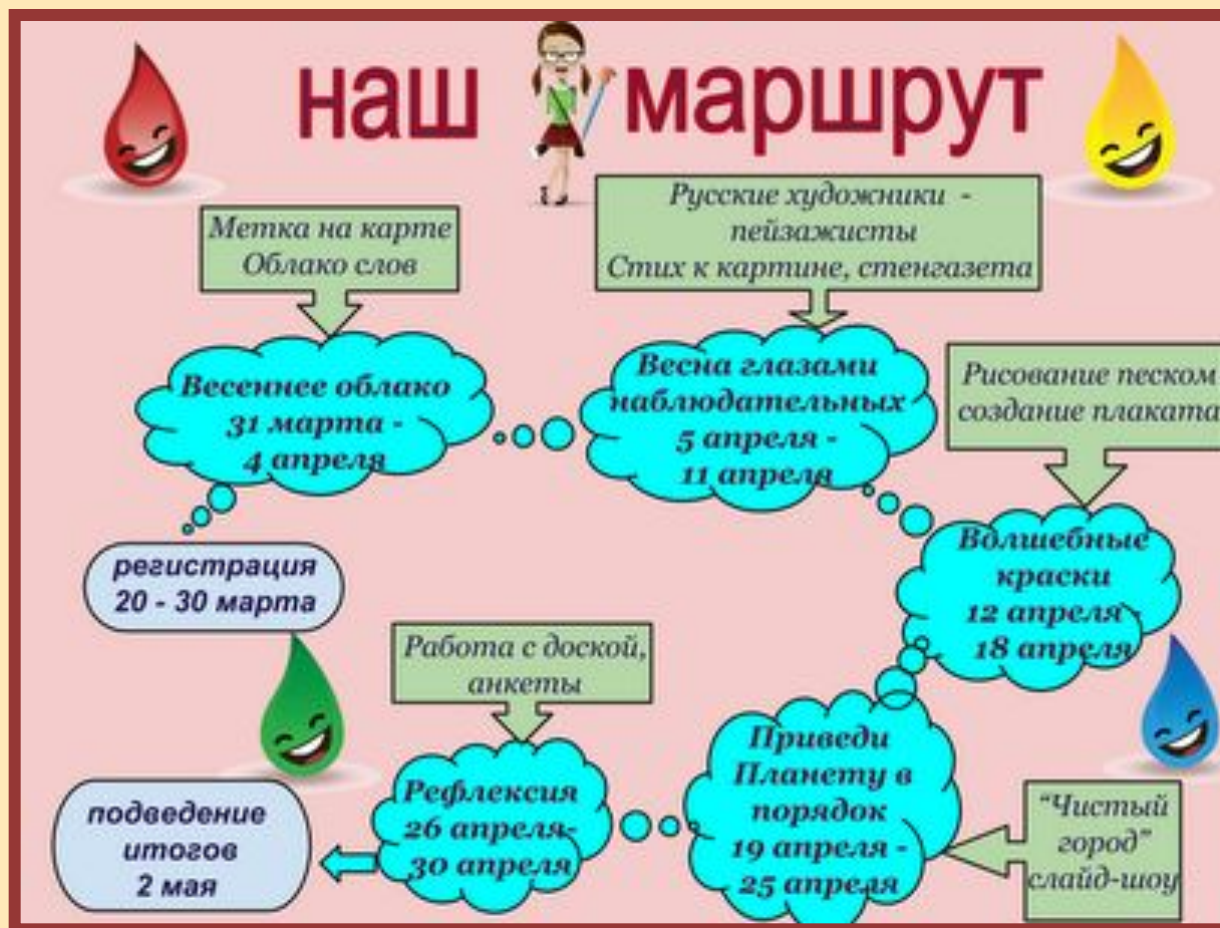 наш маршрут
Метка на карте
Облако слов
Русские художники -
пейзажисты
Стих к картине, стенгазета
Весеннее облако
31 марта -
4 апреля
Весна глазами
наблюдательных
5 апреля -
11 апреля
Рисование песком
создание плаката
регистрация
20 - 30 марта
Волшебные
краски
12 апреля -
18 апреля
Работа с доской,
анкеты
Приведи
Планету в
порядок
19 апреля -
25 апреля
Рефлексия
26 апреля-
30 апреля
"Чистый
город"
слайд-шоу
подведение
итогов
2 мая